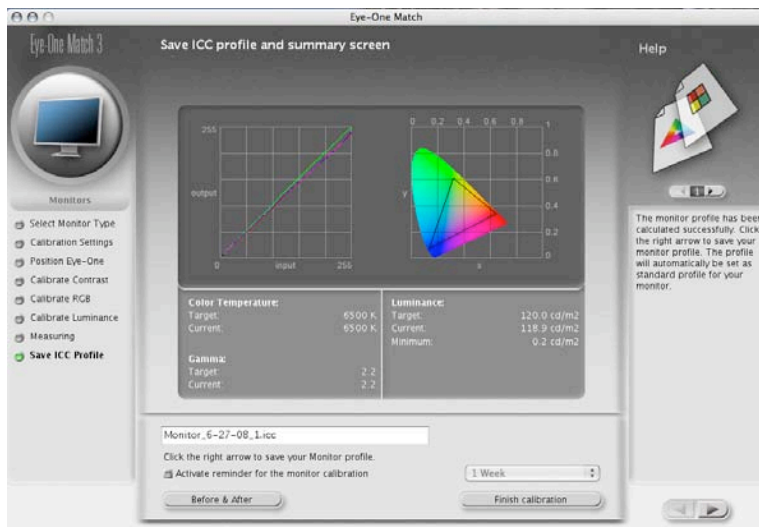 Eye-One Match
Eye-One Match 3
Save ICC profile and summary screen
Help
255
output
0 input 255
0 0.2 0.4 0.6 0.8 1
0.8
0.6
y 0.4
0.2
0
x
1
Monitors
Select Monitor Type
Calibration Settings
Position Eye-One
Calibrate Contrast
Calibrate RGB
Calibrate Luminance
Measuring
Save ICC Profile
Color Temperature:
Target: 6500 K
Current: 6500 K
Gamma:
Target: 2.2
Current: 2.2
Luminance:
Target: 120.0 cd/m2
Current: 118.9 cd/m2
Minimum: 0.2 cd/m2
The monitor profile has been
calculated successfully. Click
the right arrow to save your
monitor profile. The profile
will automatically be set as
standard profile for your
monitor.
Monitor_6-27-08_1.icc
Click the right arrow to save your Monitor profile.
Activate reminder for the monitor calibration
1 Week
Before & After
Finish calibration